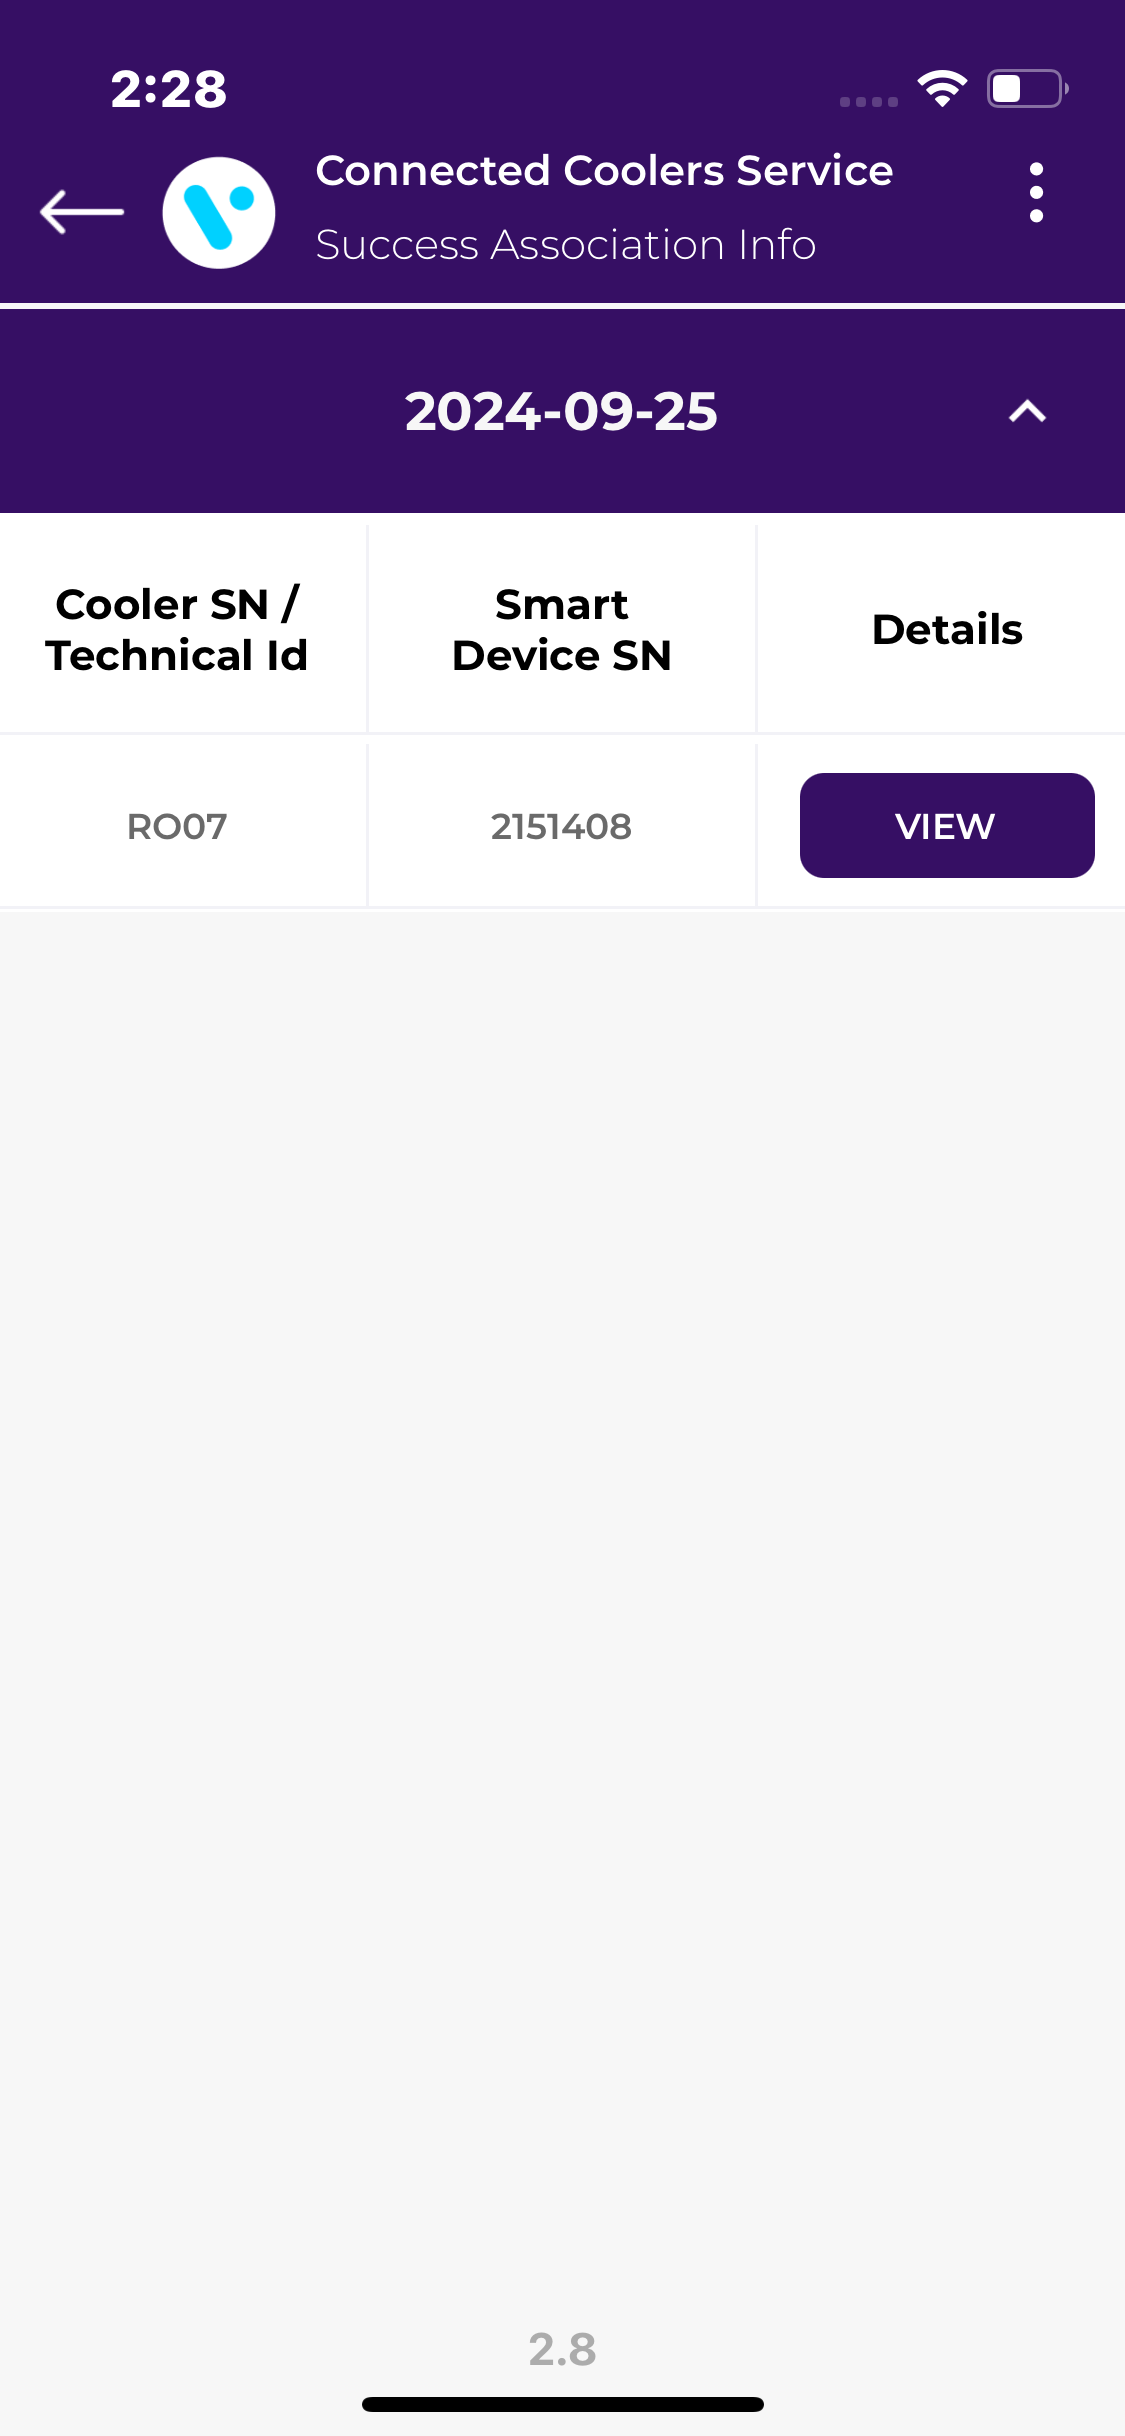 2:28
Connected Coolers Service
Success Association Info
2024-09-25
Cooler SN /
Technical Id
Smart
Device SN
Details
RO07
2151408
VIEW
2.8